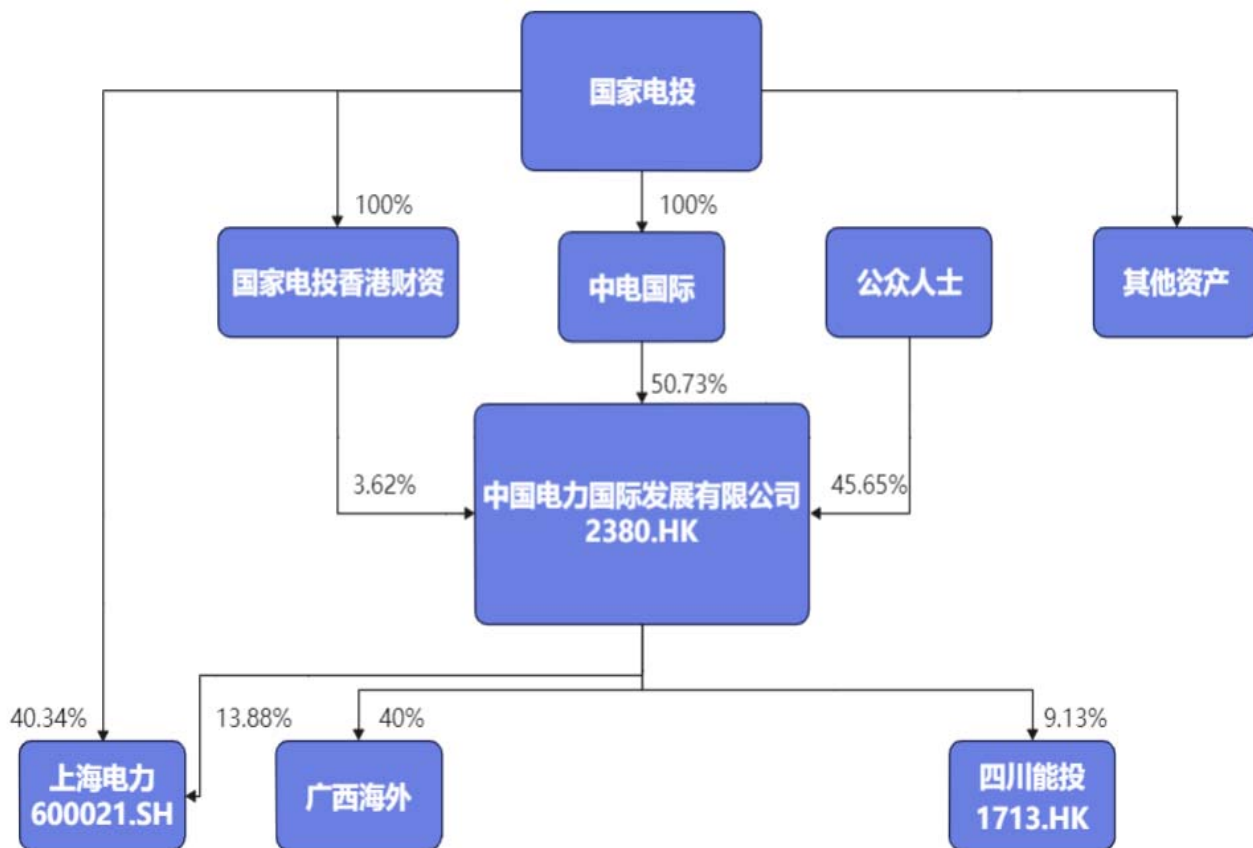 国家电投
100%
100%
国家电投香港财资
中电国际
公众人士
其他资产
50.73%
3.62%
中国电力国际发展有限公司
2380.HK
45.65%
40.34%
13.88%
40%
9.13%
上海电力
600021.SH
广西海外
四川能投
1713.HK